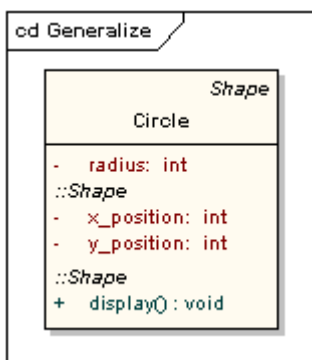 cd Generalize
Shape
Circle
- radius: int
::Shape
- x_position: int
- y_position: int
::Shape
+ display() : void